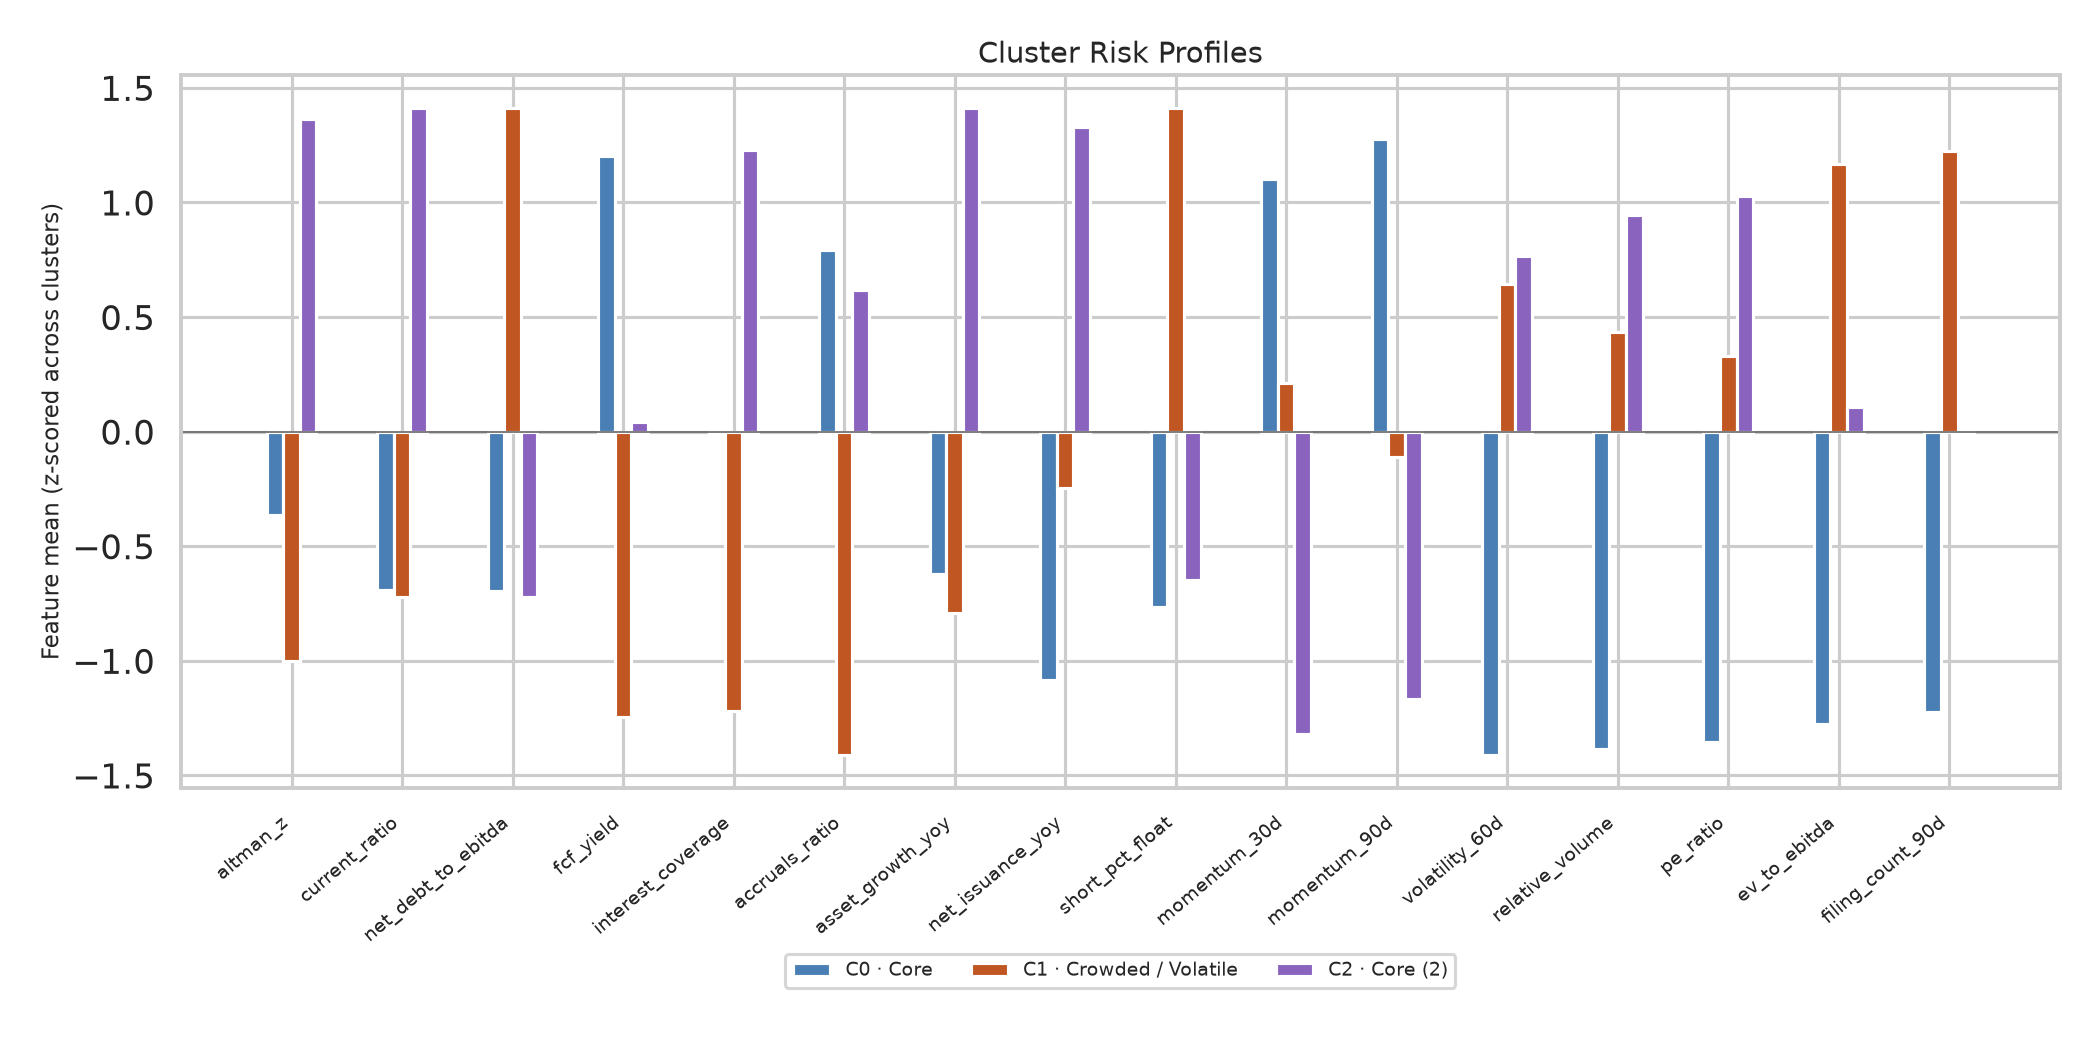 Cluster Risk Profiles
Feature mean (z-scored across clusters)
1.5
1.0
0.5
0.0
−0.5
−1.0
−1.5
altman_z
current_ratio
net_debt_to_ebitda
fcf_yield
interest_coverage
accruals_ratio
asset_growth_yoy
net_issuance_yoy
short_pct_float
momentum_30d
momentum_90d
volatility_60d
relative_volume
pe_ratio
ev_to_ebitda
filing_count_90d
C0 · Core
C1 · Crowded / Volatile
C2 · Core (2)